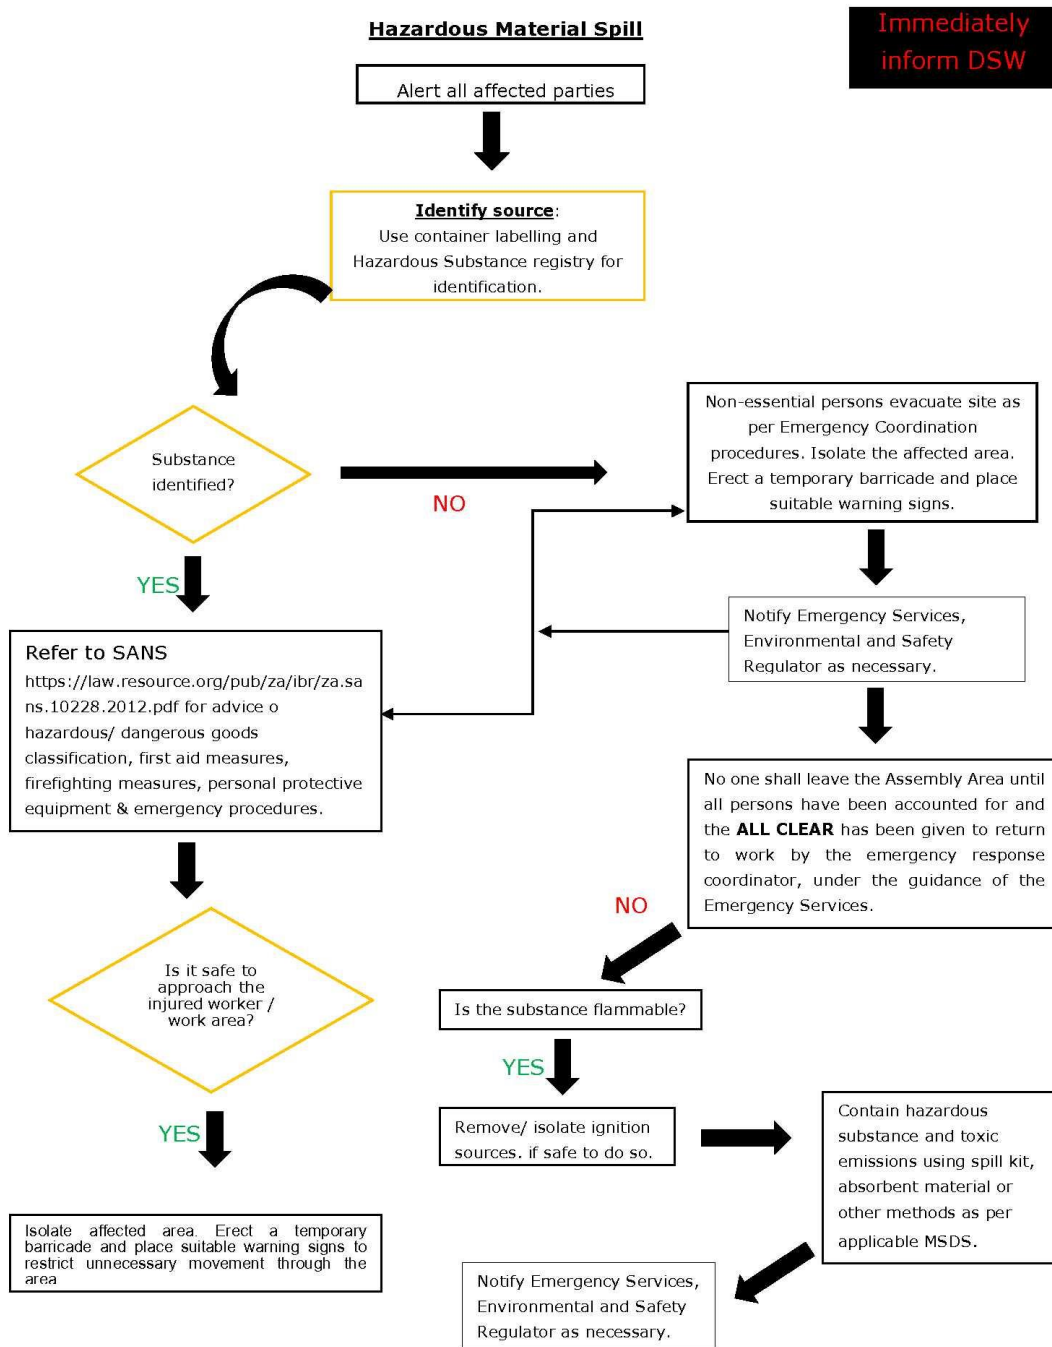 Hazardous Material Spill
Immediately
inform DSW
Alert all affected parties
Identify source:
Use container labelling and
Hazardous Substance registry for
identification.
Substance
identified?
NO
Non-essential persons evacuate site as
per Emergency Coordination
procedures. Isolate the affected area.
Erect a temporary barricade and place
suitable warning signs.
YES
Notify Emergency Services,
Environmental and Safety
Regulator as necessary.
Refer to SANS
https://law.resource.org/pub/za/ibr/za.sa
ns.10228.2012.pdf for advice o
hazardous/ dangerous goods
classification, first aid measures,
firefighting measures, personal protective
equipment & emergency procedures.
No one shall leave the Assembly Area until
all persons have been accounted for and
the ALL CLEAR has been given to return
to work by the emergency response
coordinator, under the guidance of the
Emergency Services.
NO
Is it safe to
approach the
injured worker /
work area?
Is the substance flammable?
YES
YES
Remove/ isolate ignition
sources. if safe to do so.
Contain hazardous
substance and toxic
emissions using spill kit,
absorbent material or
other methods as per
applicable MSDS.
Isolate affected area. Erect a temporary
barricade and place suitable warning signs to
restrict unnecessary movement through the
area
Notify Emergency Services,
Environmental and Safety
Regulator as necessary.